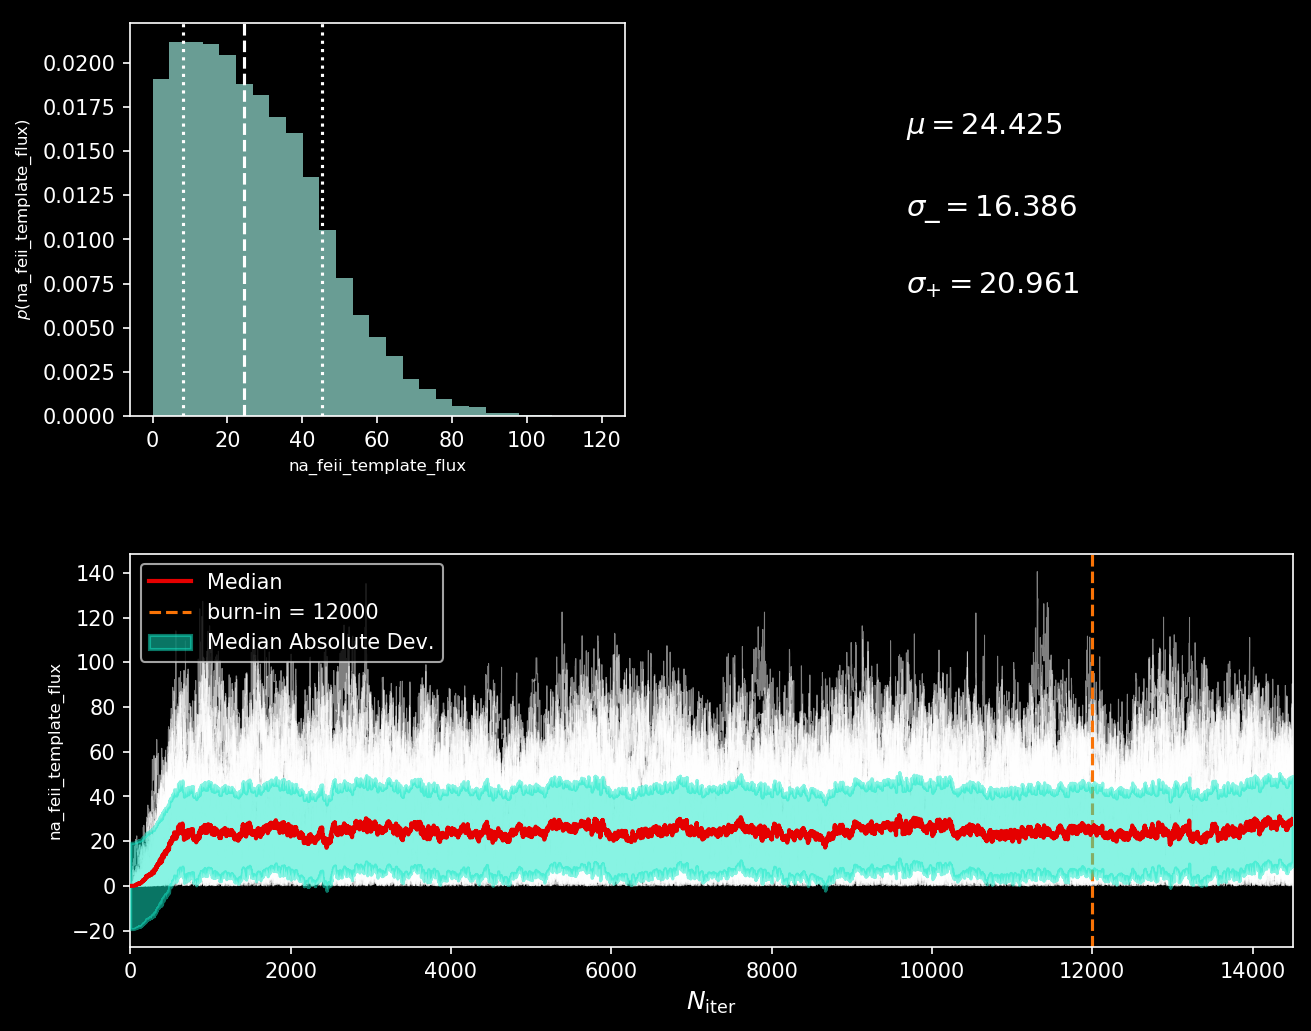 0.0200
0.0175
0.0150
0.0125
0.0100
0.0075
0.0050
0.0025
0.0000
p(na_feii_template_flux)
0 20 40 60 80 100 120
na_feii_template_flux
μ = 24.425
σ_ = 16.386
σ+ = 20.961
140
120
100
80
60
40
20
0
−20
na_feii_template_flux
Median
burn-in = 12000
Median Absolute Dev.
0 2000 4000 6000 8000 10000 12000 14000
Niter